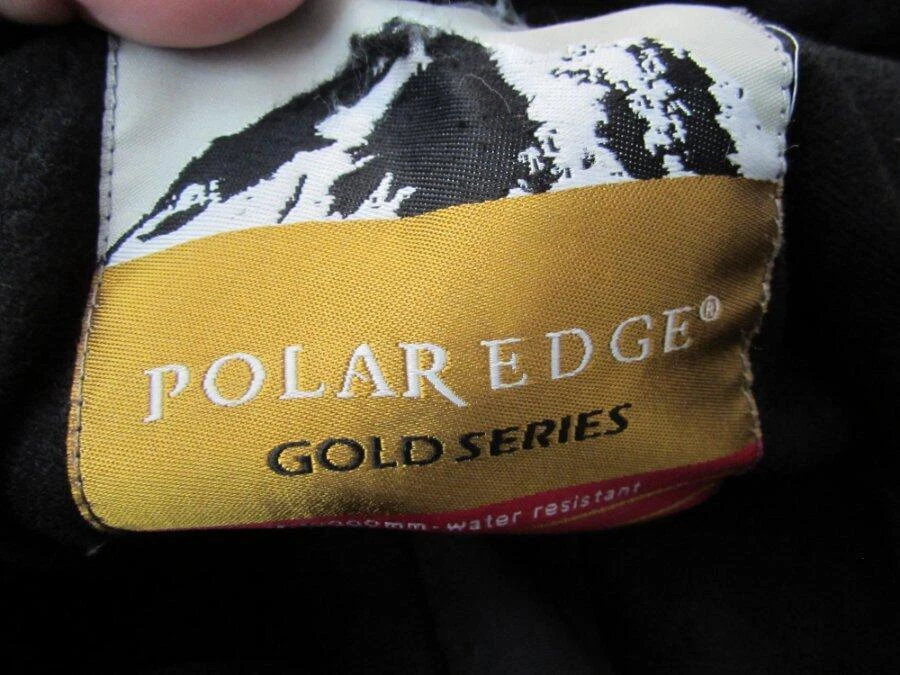 POLAR EDGE®
GOLD SERIES
water resistant